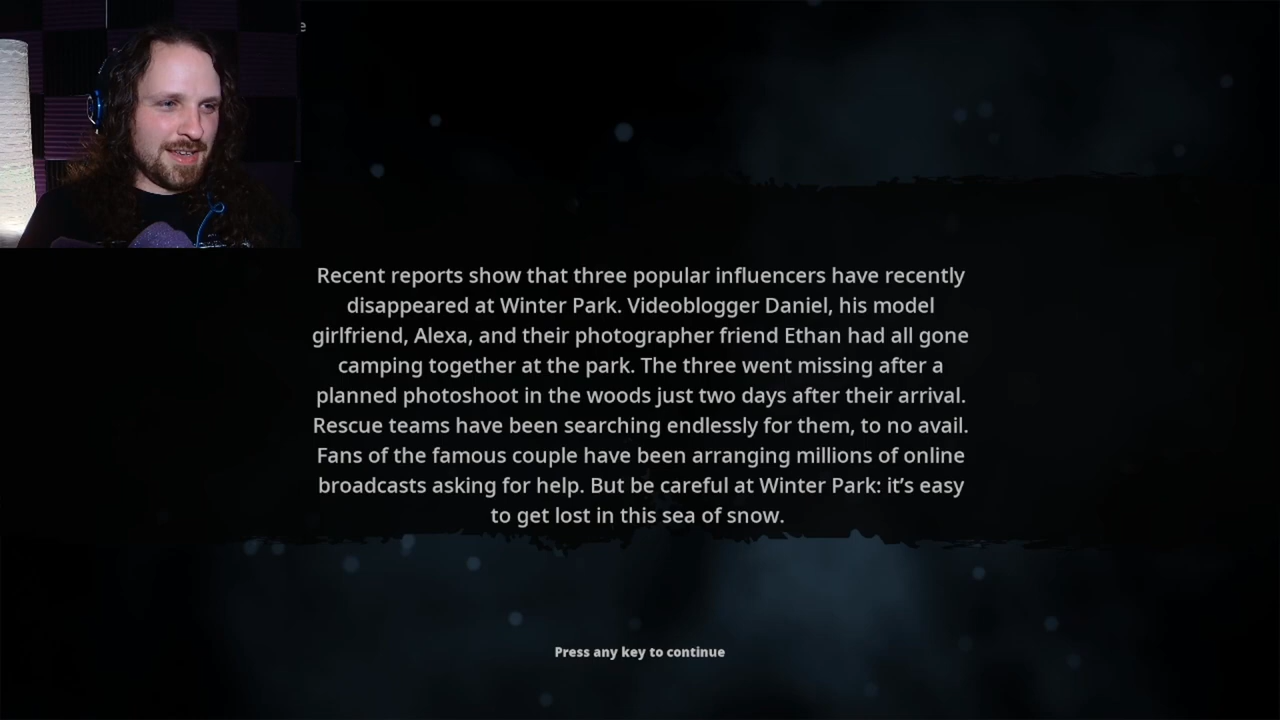 Recent reports show that three popular influencers have recently
disappeared at Winter Park. Videoblogger Daniel, his model
girlfriend, Alexa, and their photographer friend Ethan had all gone
camping together at the park. The three went missing after a
planned photoshoot in the woods just two days after their arrival.
Rescue teams have been searching endlessly for them, to no avail.
Fans of the famous couple have been arranging millions of online
broadcasts asking for help. But be careful at Winter Park: it’s easy
to get lost in this sea of snow.
Press any key to continue